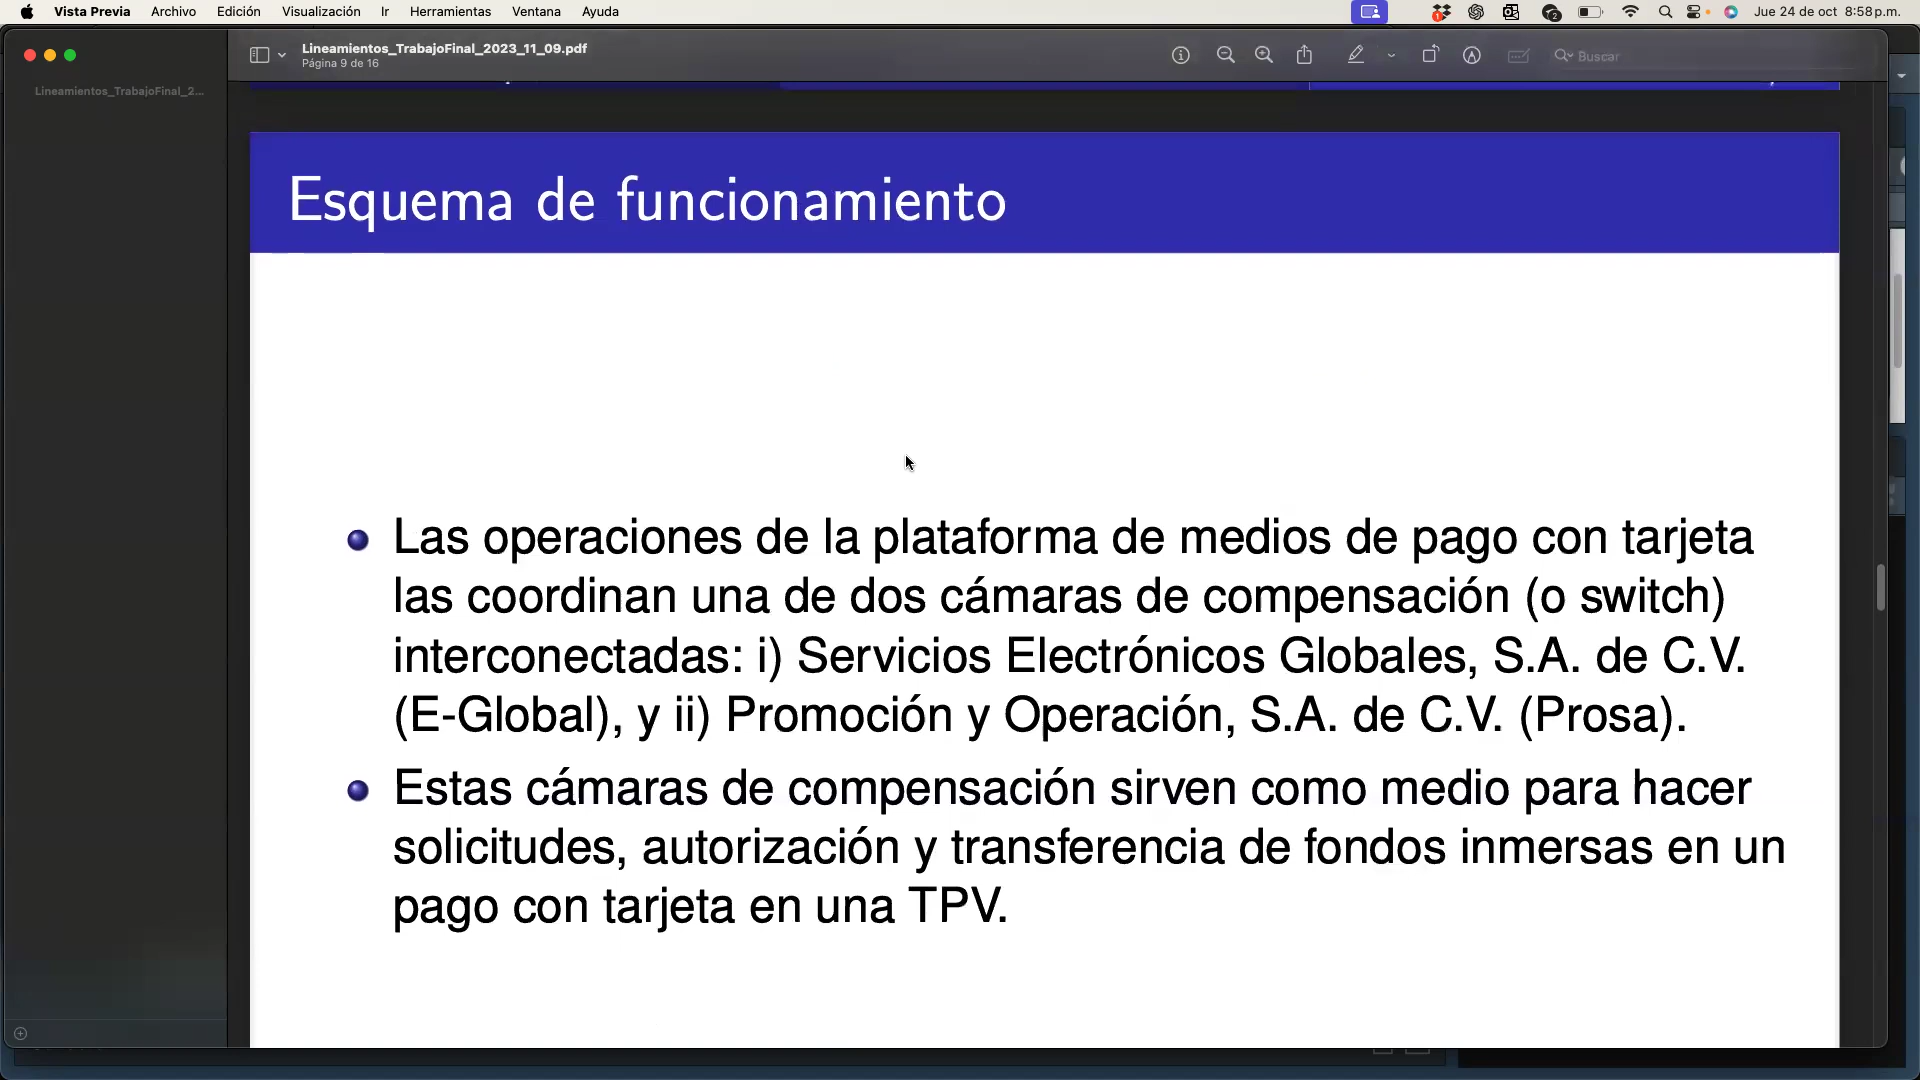 Vista Previa Archivo Edición Visualización Ir Herramientas Ventana Ayuda
Jue 24 de oct 8:58 p.m.
Lineamientos_TrabajoFinal_2023_11_09.pdf
Página 9 de 16
Buscar
Lineamientos_TrabajoFinal_2...
Esquema de funcionamiento
Las operaciones de la plataforma de medios de pago con tarjeta
las coordinan una de dos cámaras de compensación (o switch)
interconectadas: i) Servicios Electrónicos Globales, S.A. de C.V.
(E-Global), y ii) Promoción y Operación, S.A. de C.V. (Prosa).
Estas cámaras de compensación sirven como medio para hacer
solicitudes, autorización y transferencia de fondos inmersas en un
pago con tarjeta en una TPV.